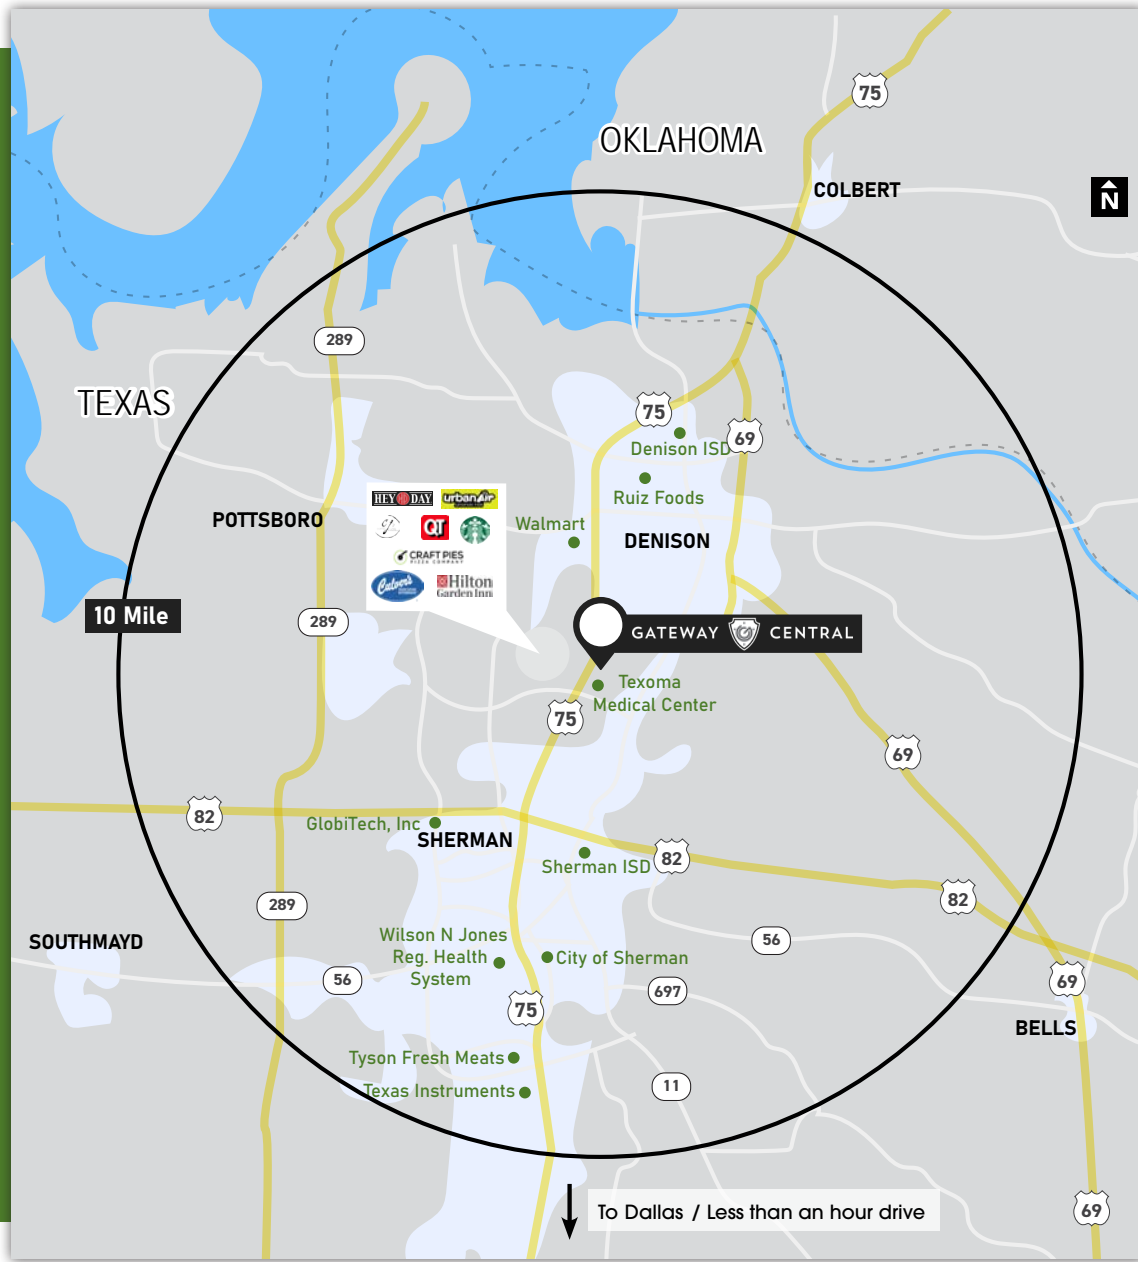 75
OKLAHOMA
COLBERT
N
289
TEXAS
75
69
Denison ISD
Ruiz Foods
HEY DAY
urbanAir
QT
CRAFT PIES
PIZZA COMPANY
Culver's
Hilton
Garden Inn
Walmart
POTTSBORO
DENISON
10 Mile
289
GATEWAY CENTRAL
Texoma
Medical Center
75
69
82
GlobiTech, Inc
SHERMAN
Sherman ISD
82
82
289
SOUTHMAYD
Wilson N Jones
Reg. Health
System
City of Sherman
56
56
697
69
75
BELLS
Tyson Fresh Meats
Texas Instruments
11
To Dallas / Less than an hour drive
69